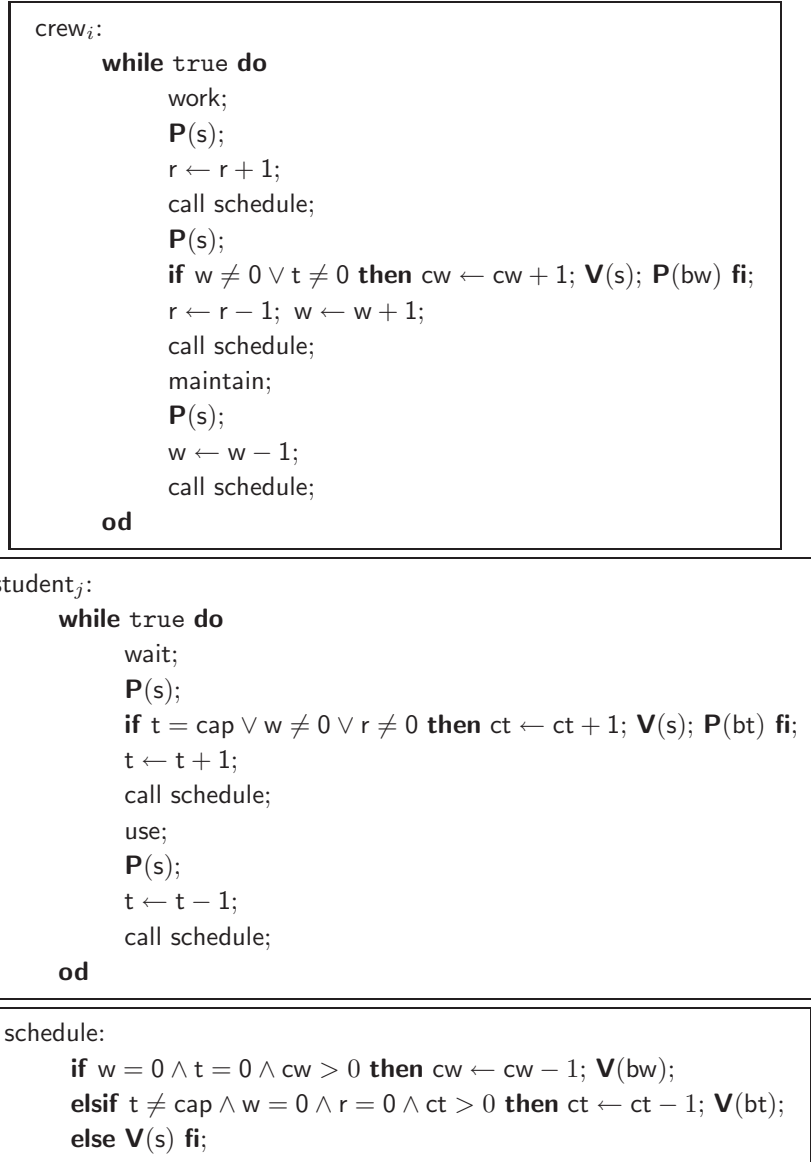 crewᵢ:
while true do
work;
P(s);
r ← r + 1;
call schedule;
P(s);
if w ≠ 0 ∨ t ≠ 0 then cw ← cw + 1; V(s); P(bw) fi;
r ← r − 1; w ← w + 1;
call schedule;
maintain;
P(s);
w ← w − 1;
call schedule;
od
studentⱼ:
while true do
wait;
P(s);
if t = cap ∨ w ≠ 0 ∨ r ≠ 0 then ct ← ct + 1; V(s); P(bt) fi;
t ← t + 1;
call schedule;
use;
P(s);
t ← t − 1;
call schedule;
od
schedule:
if w = 0 ∧ t = 0 ∧ cw > 0 then cw ← cw − 1; V(bw);
elsif t ≠ cap ∧ w = 0 ∧ r = 0 ∧ ct > 0 then ct ← ct − 1; V(bt);
else V(s) fi;